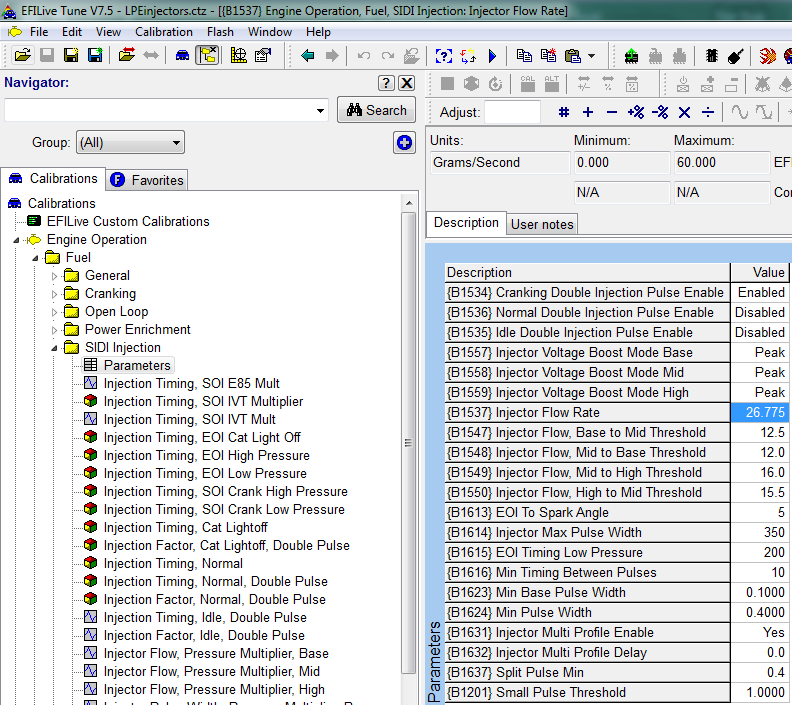 EFILive Tune V7.5 - LPEinjectors.ctz - [{B1537} Engine Operation, Fuel, SIDI Injection: Injector Flow Rate]
File Edit View Calibration Flash Window Help
Navigator:
? X
Search
Group: (All)
Calibrations
F Favorites
Calibrations
EFILive Custom Calibrations
Engine Operation
Fuel
General
Cranking
Open Loop
Power Enrichment
SIDI Injection
Parameters
Injection Timing, SOI E85 Mult
Injection Timing, SOI IVT Multiplier
Injection Timing, SOI IVT Mult
Injection Timing, EOI Cat Light Off
Injection Timing, EOI High Pressure
Injection Timing, EOI Low Pressure
Injection Timing, SOI Crank High Pressure
Injection Timing, SOI Crank Low Pressure
Injection Timing, Cat Lightoff
Injection Factor, Cat Lightoff, Double Pulse
Injection Timing, Normal
Injection Timing, Normal, Double Pulse
Injection Factor, Normal, Double Pulse
Injection Timing, Idle, Double Pulse
Injection Factor, Idle, Double Pulse
Injector Flow, Pressure Multiplier, Base
Injector Flow, Pressure Multiplier, Mid
Injector Flow, Pressure Multiplier, High
CAL ALT
Adjust: # + − +% -% × ÷
Units: Minimum: Maximum:
Grams/Second 0.000 60.000 EFI
N/A N/A Co
Description User notes
Parameters
Description Value
{B1534} Cranking Double Injection Pulse Enable Enabled
{B1536} Normal Double Injection Pulse Enable Disabled
{B1535} Idle Double Injection Pulse Enable Disabled
{B1557} Injector Voltage Boost Mode Base Peak
{B1558} Injector Voltage Boost Mode Mid Peak
{B1559} Injector Voltage Boost Mode High Peak
{B1537} Injector Flow Rate 26.775
{B1547} Injector Flow, Base to Mid Threshold 12.5
{B1548} Injector Flow, Mid to Base Threshold 12.0
{B1549} Injector Flow, Mid to High Threshold 16.0
{B1550} Injector Flow, High to Mid Threshold 15.5
{B1613} EOI To Spark Angle 5
{B1614} Injector Max Pulse Width 350
{B1615} EOI Timing Low Pressure 200
{B1616} Min Timing Between Pulses 10
{B1623} Min Base Pulse Width 0.1000
{B1624} Min Pulse Width 0.4000
{B1631} Injector Multi Profile Enable Yes
{B1632} Injector Multi Profile Delay 0.0
{B1637} Split Pulse Min 0.4
{B1201} Small Pulse Threshold 1.0000